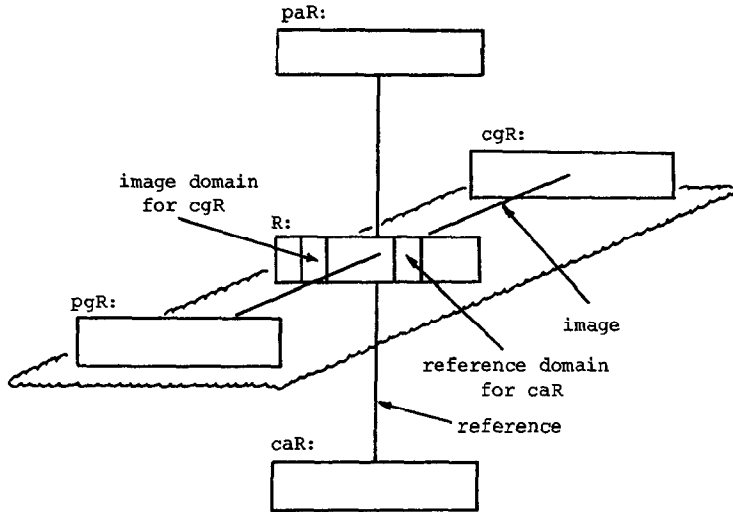 paR:
cgR:
image domain
for cgR
R:
pgR:
image
reference domain
for caR
reference
caR: